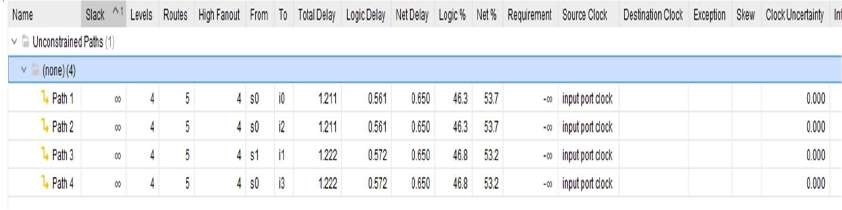 Name Slack ^1 Levels Routes High Fanout From To Total Delay Logic Delay Net Delay Logic % Net % Requirement Source Clock Destination Clock Exception Skew Clock Uncertainty
Unconstrained Paths (1)
(none) (4)
Path 1 ∞ 4 5 4 s0 i0 1.211 0.561 0.650 46.3 53.7 -∞ input port clock 0.000
Path 2 ∞ 4 5 4 s0 i2 1.211 0.561 0.650 46.3 53.7 -∞ input port clock 0.000
Path 3 ∞ 4 5 4 s1 i1 1.222 0.572 0.650 46.8 53.2 -∞ input port clock 0.000
Path 4 ∞ 4 5 4 s0 i3 1.222 0.572 0.650 46.8 53.2 -∞ input port clock 0.000